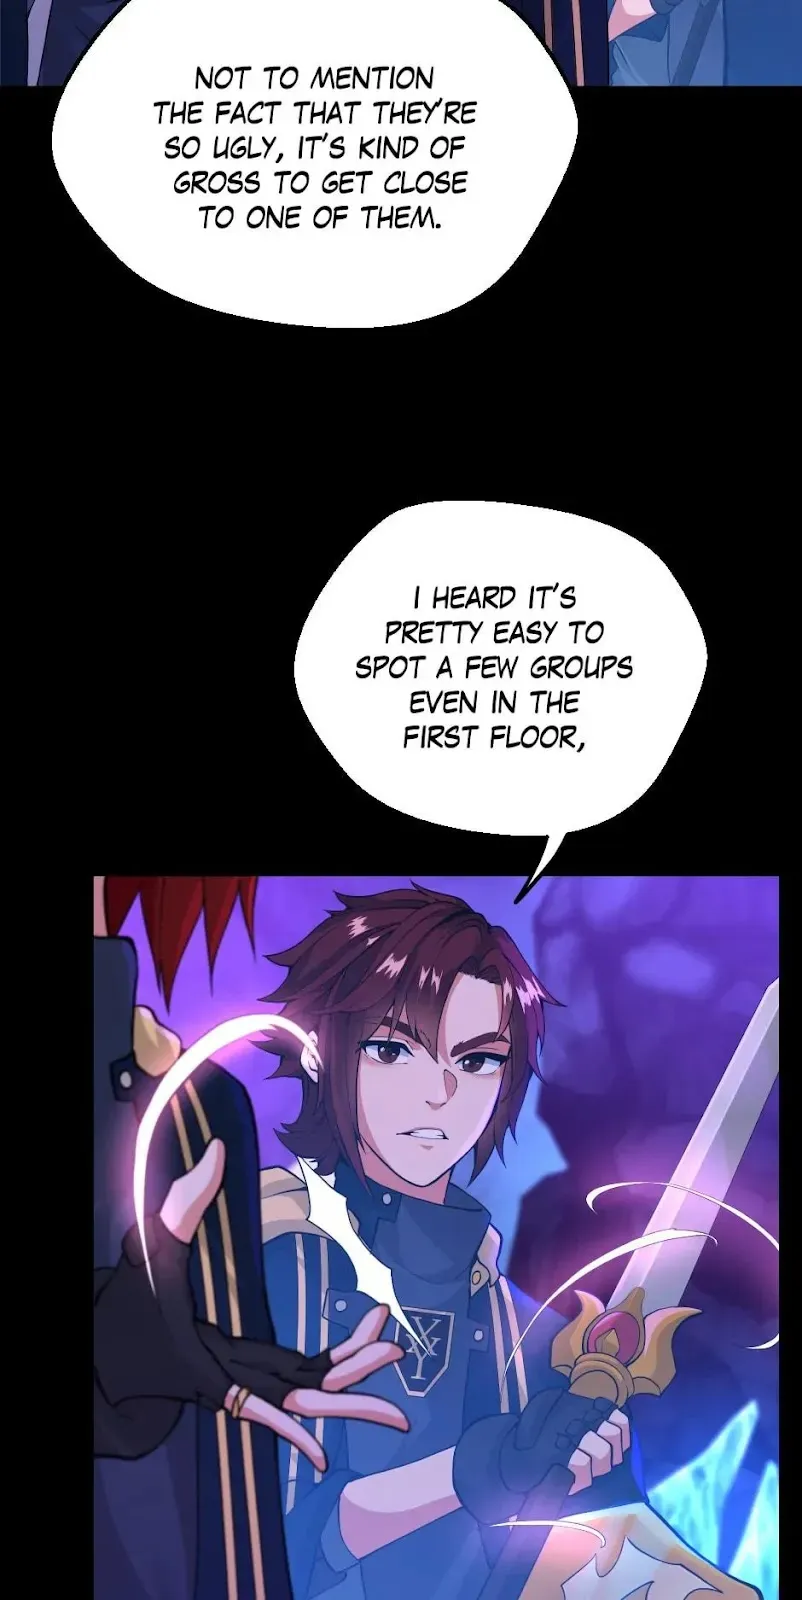 NOT TO MENTION
THE FACT THAT THEY'RE
SO UGLY, IT'S KIND OF
GROSS TO GET CLOSE
TO ONE OF THEM.
I HEARD IT'S
PRETTY EASY TO
SPOT A FEW GROUPS
EVEN IN THE
FIRST FLOOR,